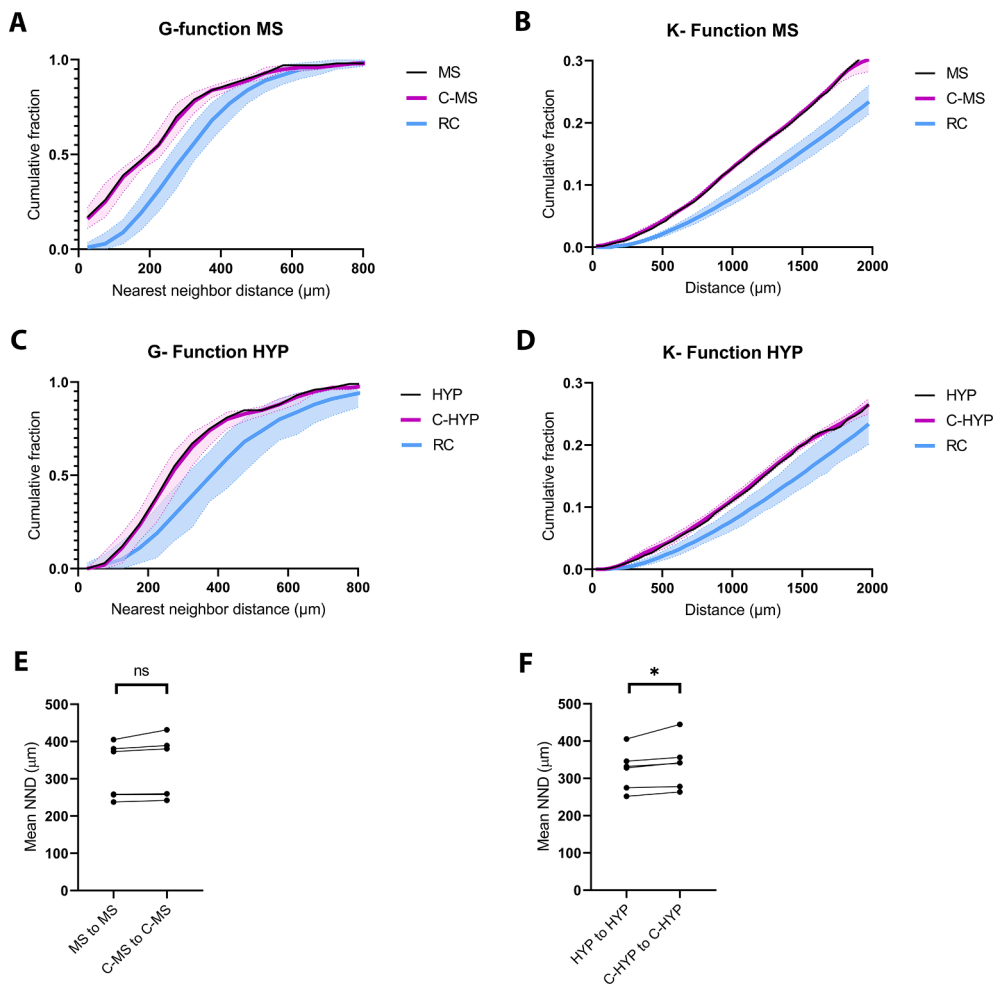 A
G-function MS
Cumulative fraction
1.0
0.5
0.0
0 200 400 600 800
Nearest neighbor distance (μm)
MS
C-MS
RC
B
K- Function MS
Cumulative fraction
0.3
0.2
0.1
0.0
0 500 1000 1500 2000
Distance (μm)
MS
C-MS
RC
C
G- Function HYP
Cumulative fraction
1.0
0.5
0.0
0 200 400 600 800
Nearest neighbor distance (μm)
HYP
C-HYP
RC
D
K- Function HYP
Cumulative fraction
0.3
0.2
0.1
0.0
0 500 1000 1500 2000
Distance (μm)
HYP
C-HYP
RC
E
ns
Mean NND (μm)
500
400
300
200
100
0
MS to MS
C-MS to C-MS
F
*
Mean NND (μm)
500
400
300
200
100
0
HYP to HYP
C-HYP to C-HYP